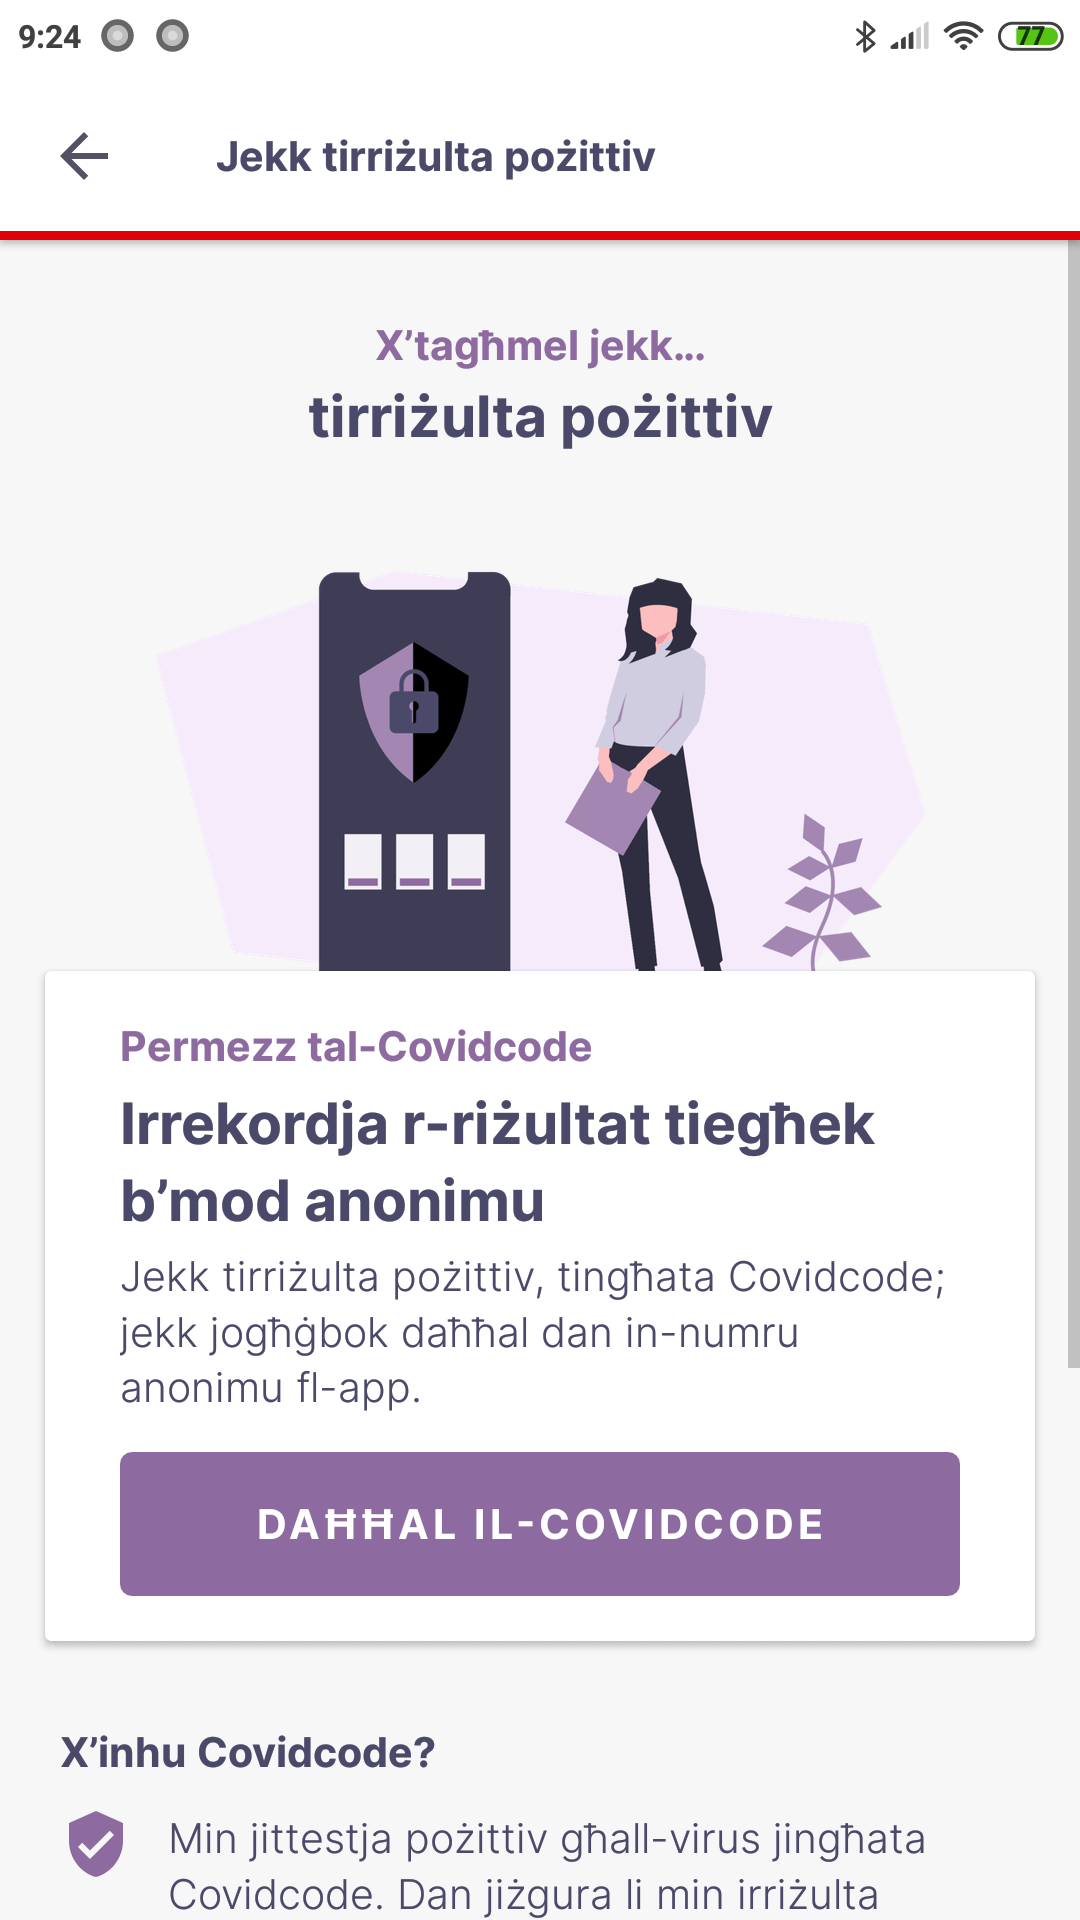 9:24
77
Jekk tirriżulta pożittiv
X’tagħmel jekk...
tirriżulta pożittiv
Permezz tal-Covidcode
Irrekordja r-riżultat tiegħek
b’mod anonimu
Jekk tirriżulta pożittiv, tingħata Covidcode;
jekk jogħġbok daħħal dan in-numru
anonimu fl-app.
DAĦĦAL IL-COVIDCODE
X’inhu Covidcode?
Min jittestja pożittiv għall-virus jingħata
Covidcode. Dan jiżgura li min irriżulta